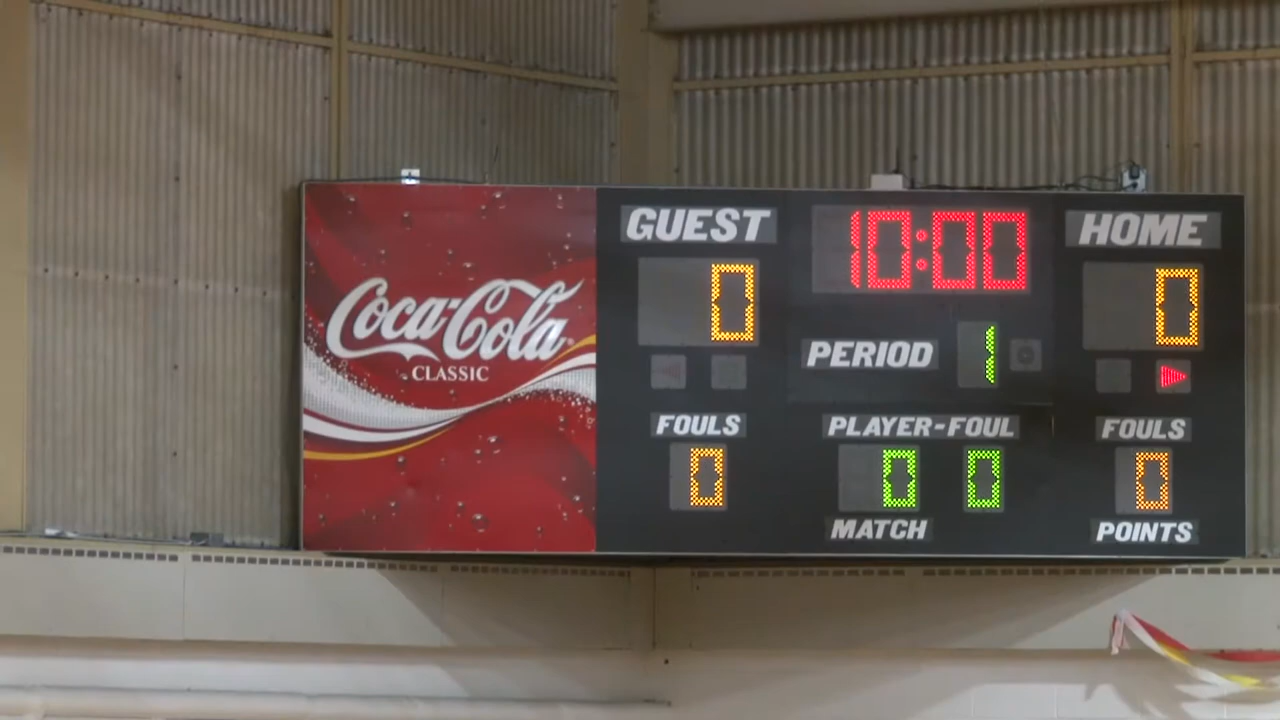 Coca-Cola
CLASSIC
GUEST
10:00
HOME
0
0
PERIOD
1
FOULS
PLAYER-FOUL
FOULS
0
0
0
0
MATCH
POINTS